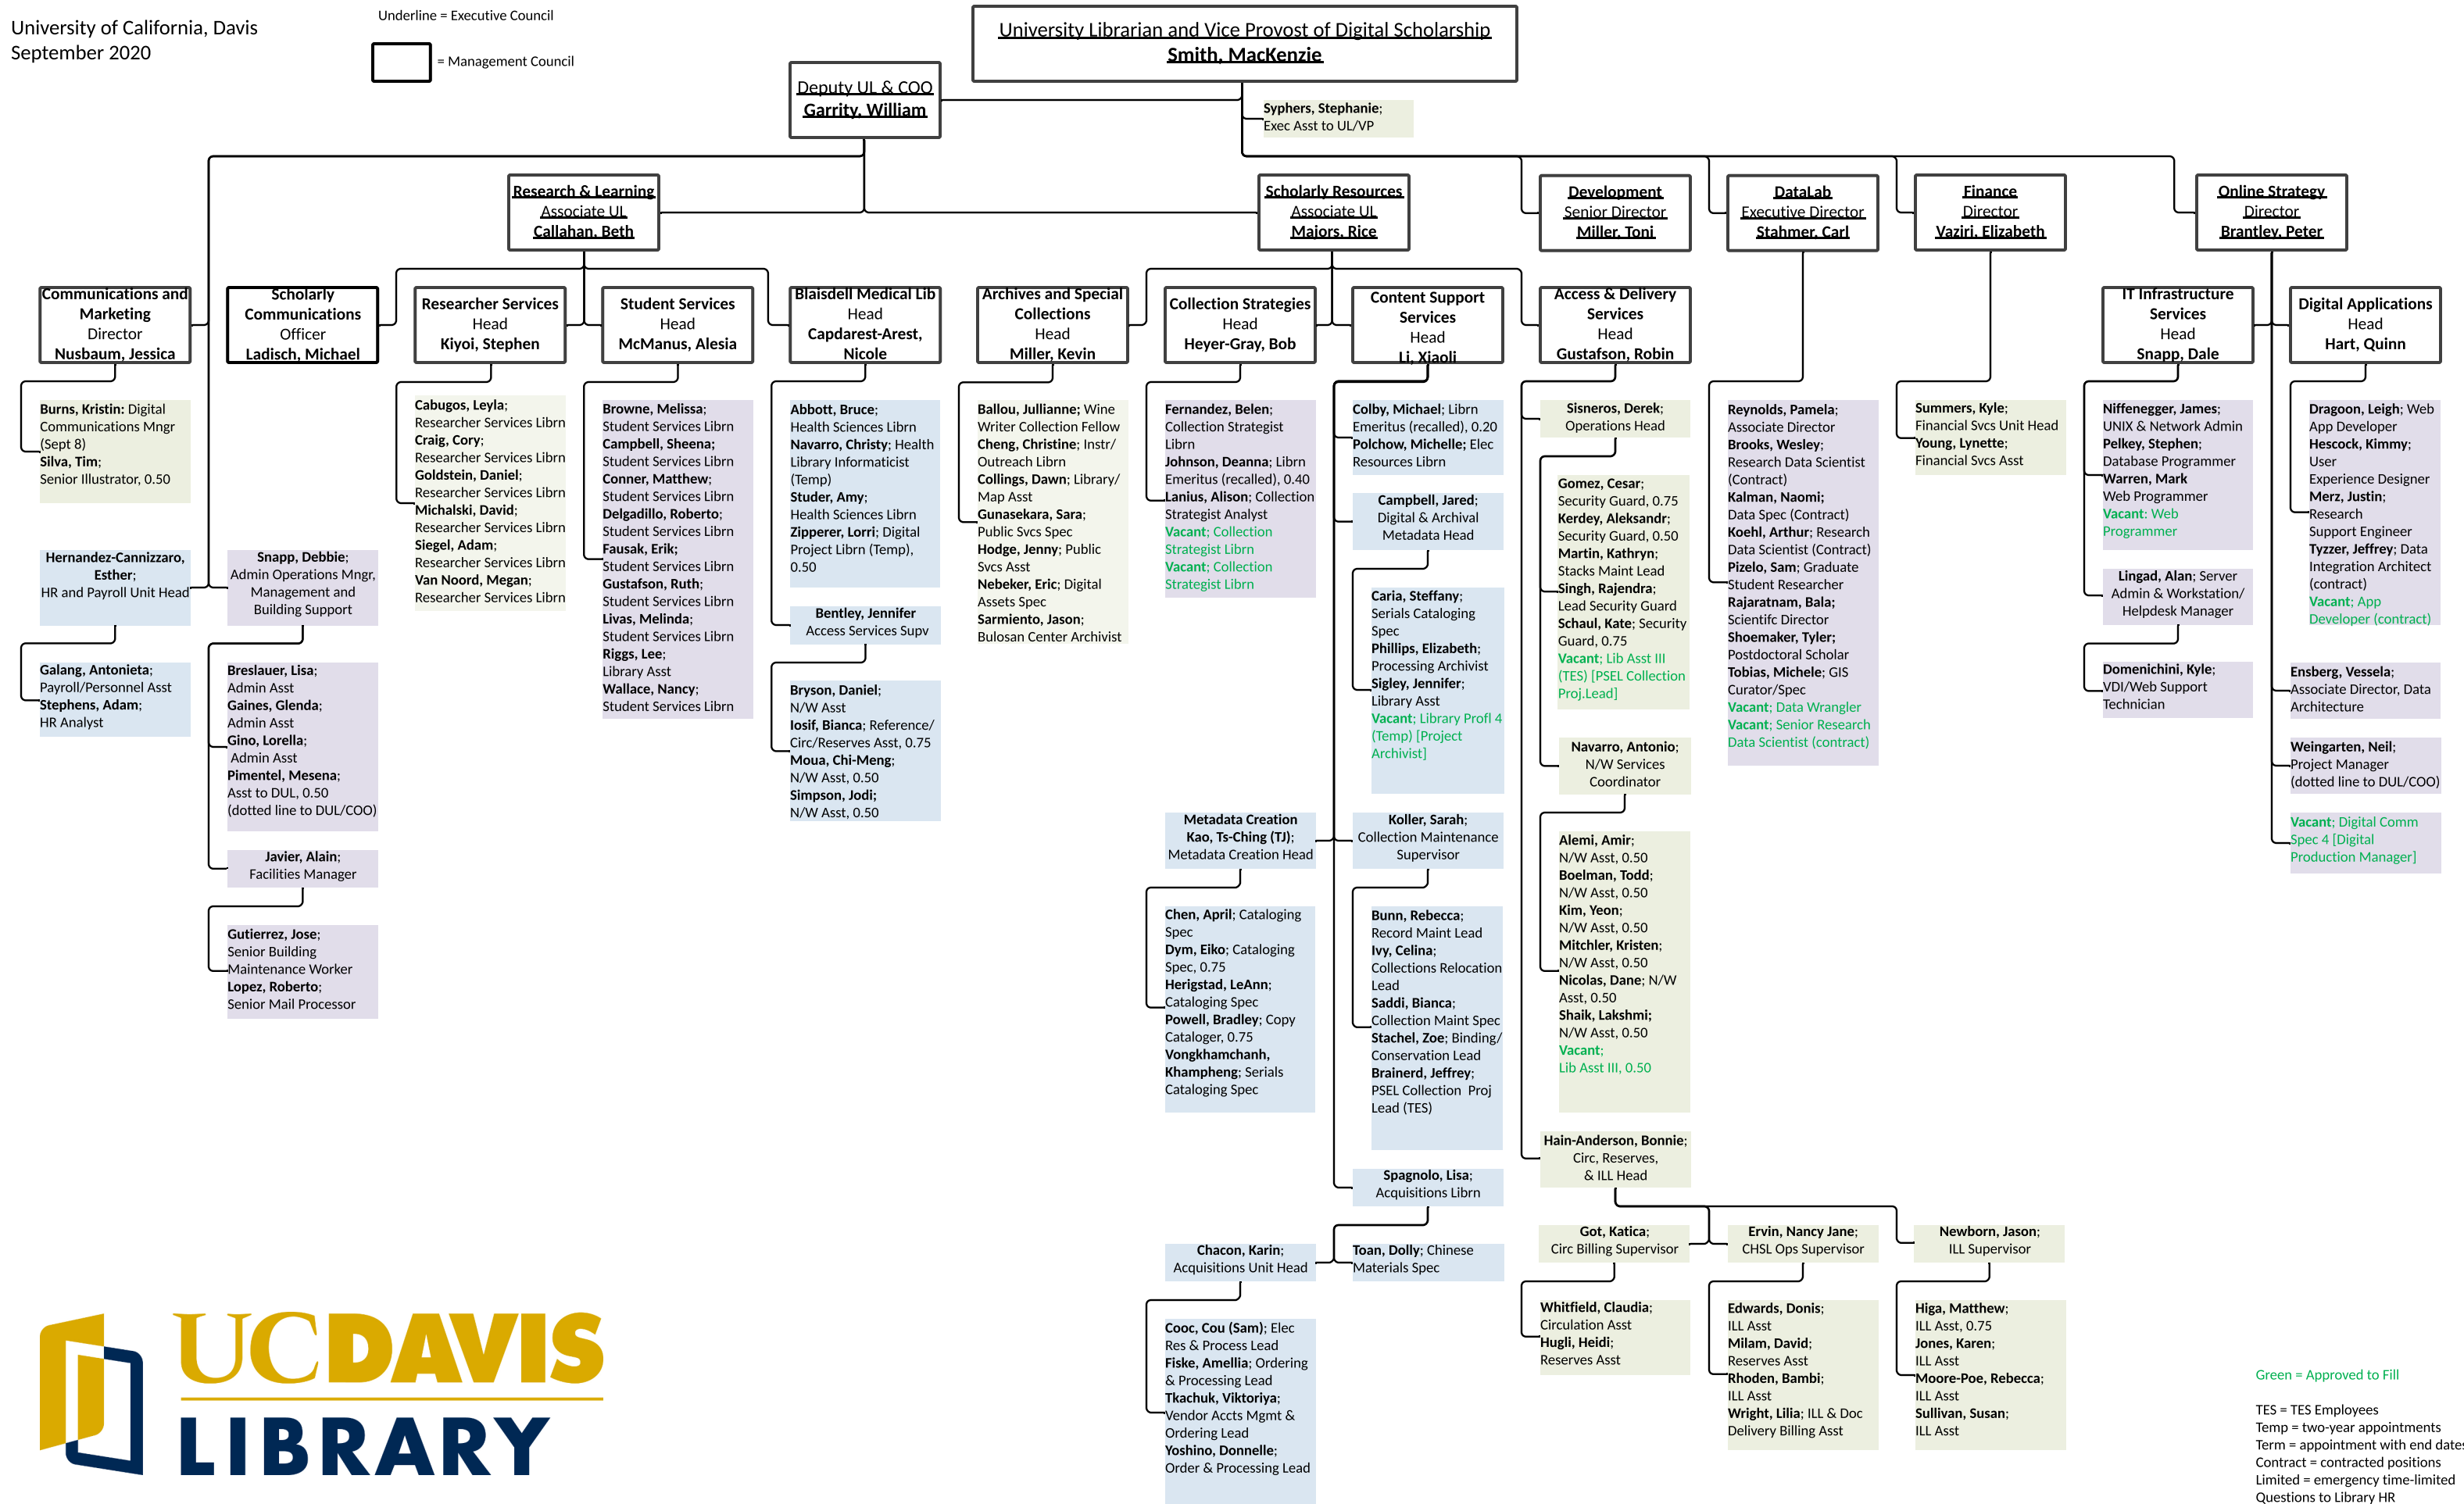 University of California, Davis
September 2020
Underline = Executive Council
= Management Council
University Librarian and Vice Provost of Digital Scholarship
Smith, MacKenzie
Deputy UL & COO
Garrity, William
Syphers, Stephanie;
Exec Asst to UL/VP
Research & Learning
Associate UL
Callahan, Beth
Scholarly Resources
Associate UL
Majors, Rice
Development
Senior Director
Miller, Toni
DataLab
Executive Director
Stahmer, Carl
Finance
Director
Vaziri, Elizabeth
Online Strategy
Director
Brantley, Peter
Communications and
Marketing
Director
Nusbaum, Jessica
Scholarly
Communications
Officer
Ladisch, Michael
Researcher Services
Head
Kiyoi, Stephen
Student Services
Head
McManus, Alesia
Blaisdell Medical Lib
Head
Capdarest-Arest,
Nicole
Archives and Special
Collections
Head
Miller, Kevin
Collection Strategies
Head
Heyer-Gray, Bob
Content Support
Services
Head
Li, Xiaoli
Access & Delivery
Services
Head
Gustafson, Robin
IT Infrastructure
Services
Head
Snapp, Dale
Digital Applications
Head
Hart, Quinn
Burns, Kristin: Digital
Communications Mngr
(Sept 8)
Silva, Tim;
Senior Illustrator, 0.50
Hernandez-Cannizzaro,
Esther;
HR and Payroll Unit Head
Galang, Antonieta;
Payroll/Personnel Asst
Stephens, Adam;
HR Analyst
Snapp, Debbie;
Admin Operations Mngr,
Management and
Building Support
Breslauer, Lisa;
Admin Asst
Gaines, Glenda;
Admin Asst
Gino, Lorella;
Admin Asst
Pimentel, Mesena;
Asst to DUL, 0.50
(dotted line to DUL/COO)
Javier, Alain;
Facilities Manager
Gutierrez, Jose;
Senior Building
Maintenance Worker
Lopez, Roberto;
Senior Mail Processor
Cabugos, Leyla;
Researcher Services Librn
Craig, Cory;
Researcher Services Librn
Goldstein, Daniel;
Researcher Services Librn
Michalski, David;
Researcher Services Librn
Siegel, Adam;
Researcher Services Librn
Van Noord, Megan;
Researcher Services Librn
Browne, Melissa;
Student Services Librn
Campbell, Sheena;
Student Services Librn
Conner, Matthew;
Student Services Librn
Delgadillo, Roberto;
Student Services Librn
Fausak, Erik;
Student Services Librn
Gustafson, Ruth;
Student Services Librn
Livas, Melinda;
Student Services Librn
Riggs, Lee;
Library Asst
Wallace, Nancy;
Student Services Librn
Abbott, Bruce;
Health Sciences Librn
Navarro, Christy; Health
Library Informaticist
(Temp)
Studer, Amy;
Health Sciences Librn
Zipperer, Lorri; Digital
Project Librn (Temp),
0.50
Bentley, Jennifer
Access Services Supv
Bryson, Daniel;
N/W Asst
Iosif, Bianca; Reference/
Circ/Reserves Asst, 0.75
Moua, Chi-Meng;
N/W Asst, 0.50
Simpson, Jodi;
N/W Asst, 0.50
Ballou, Jullianne; Wine
Writer Collection Fellow
Cheng, Christine; Instr/
Outreach Librn
Collings, Dawn; Library/
Map Asst
Gunasekara, Sara;
Public Svcs Spec
Hodge, Jenny; Public
Svcs Asst
Nebeker, Eric; Digital
Assets Spec
Sarmiento, Jason;
Bulosan Center Archivist
Fernandez, Belen;
Collection Strategist
Librn
Johnson, Deanna; Librn
Emeritus (recalled), 0.40
Lanius, Alison; Collection
Strategist Analyst
Vacant; Collection
Strategist Librn
Vacant; Collection
Strategist Librn
Colby, Michael; Librn
Emeritus (recalled), 0.20
Polchow, Michelle; Elec
Resources Librn
Campbell, Jared;
Digital & Archival
Metadata Head
Caria, Steffany;
Serials Cataloging
Spec
Phillips, Elizabeth;
Processing Archivist
Sigley, Jennifer;
Library Asst
Vacant; Library Profl 4
(Temp) [Project
Archivist]
Metadata Creation
Kao, Ts-Ching (TJ);
Metadata Creation Head
Koller, Sarah;
Collection Maintenance
Supervisor
Chen, April; Cataloging
Spec
Dym, Eiko; Cataloging
Spec, 0.75
Herigstad, LeAnn;
Cataloging Spec
Powell, Bradley; Copy
Cataloger, 0.75
Vongkhamchanh,
Khampheng; Serials
Cataloging Spec
Bunn, Rebecca;
Record Maint Lead
Ivy, Celina;
Collections Relocation
Lead
Saddi, Bianca;
Collection Maint Spec
Stachel, Zoe; Binding/
Conservation Lead
Brainerd, Jeffrey;
PSEL Collection Proj
Lead (TES)
Spagnolo, Lisa;
Acquisitions Librn
Chacon, Karin;
Acquisitions Unit Head
Toan, Dolly; Chinese
Materials Spec
Cooc, Cou (Sam); Elec
Res & Process Lead
Fiske, Amellia; Ordering
& Processing Lead
Tkachuk, Viktoriya;
Vendor Accts Mgmt &
Ordering Lead
Yoshino, Donnelle;
Order & Processing Lead
Sisneros, Derek;
Operations Head
Gomez, Cesar;
Security Guard, 0.75
Kerdey, Aleksandr;
Security Guard, 0.50
Martin, Kathryn;
Stacks Maint Lead
Singh, Rajendra;
Lead Security Guard
Schaul, Kate; Security
Guard, 0.75
Vacant; Lib Asst III
(TES) [PSEL Collection
Proj.Lead]
Navarro, Antonio;
N/W Services
Coordinator
Alemi, Amir;
N/W Asst, 0.50
Boelman, Todd;
N/W Asst, 0.50
Kim, Yeon;
N/W Asst, 0.50
Mitchler, Kristen;
N/W Asst, 0.50
Nicolas, Dane; N/W
Asst, 0.50
Shaik, Lakshmi;
N/W Asst, 0.50
Vacant;
Lib Asst III, 0.50
Hain-Anderson, Bonnie;
Circ, Reserves,
& ILL Head
Got, Katica;
Circ Billing Supervisor
Ervin, Nancy Jane;
CHSL Ops Supervisor
Newborn, Jason;
ILL Supervisor
Whitfield, Claudia;
Circulation Asst
Hugli, Heidi;
Reserves Asst
Edwards, Donis;
ILL Asst
Milam, David;
Reserves Asst
Rhoden, Bambi;
ILL Asst
Wright, Lilia; ILL & Doc
Delivery Billing Asst
Higa, Matthew;
ILL Asst, 0.75
Jones, Karen;
ILL Asst
Moore-Poe, Rebecca;
ILL Asst
Sullivan, Susan;
ILL Asst
Reynolds, Pamela;
Associate Director
Brooks, Wesley;
Research Data Scientist
(Contract)
Kalman, Naomi;
Data Spec (Contract)
Koehl, Arthur; Research
Data Scientist (Contract)
Pizelo, Sam; Graduate
Student Researcher
Rajaratnam, Bala;
Scientifc Director
Shoemaker, Tyler;
Postdoctoral Scholar
Tobias, Michele; GIS
Curator/Spec
Vacant; Data Wrangler
Vacant; Senior Research
Data Scientist (contract)
Summers, Kyle;
Financial Svcs Unit Head
Young, Lynette;
Financial Svcs Asst
Niffenegger, James;
UNIX & Network Admin
Pelkey, Stephen;
Database Programmer
Warren, Mark
Web Programmer
Vacant: Web
Programmer
Lingad, Alan; Server
Admin & Workstation/
Helpdesk Manager
Domenichini, Kyle;
VDI/Web Support
Technician
Dragoon, Leigh; Web
App Developer
Hescock, Kimmy;
User
Experience Designer
Merz, Justin;
Research
Support Engineer
Tyzzer, Jeffrey; Data
Integration Architect
(contract)
Vacant; App
Developer (contract)
Ensberg, Vessela;
Associate Director, Data
Architecture
Weingarten, Neil;
Project Manager
(dotted line to DUL/COO)
Vacant; Digital Comm
Spec 4 [Digital
Production Manager]
UCDAVIS
LIBRARY
Green = Approved to Fill
TES = TES Employees
Temp = two-year appointments
Term = appointment with end dates
Contract = contracted positions
Limited = emergency time-limited
Questions to Library HR